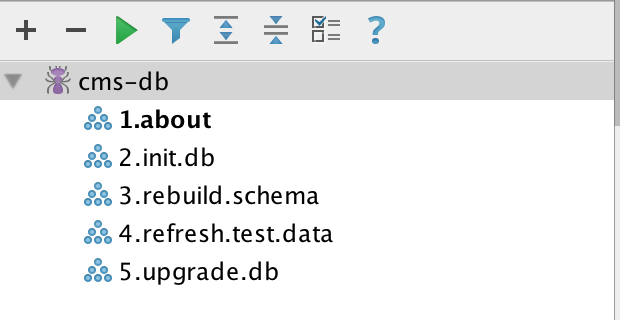 cms-db
1.about
2.init.db
3.rebuild.schema
4.refresh.test.data
5.upgrade.db